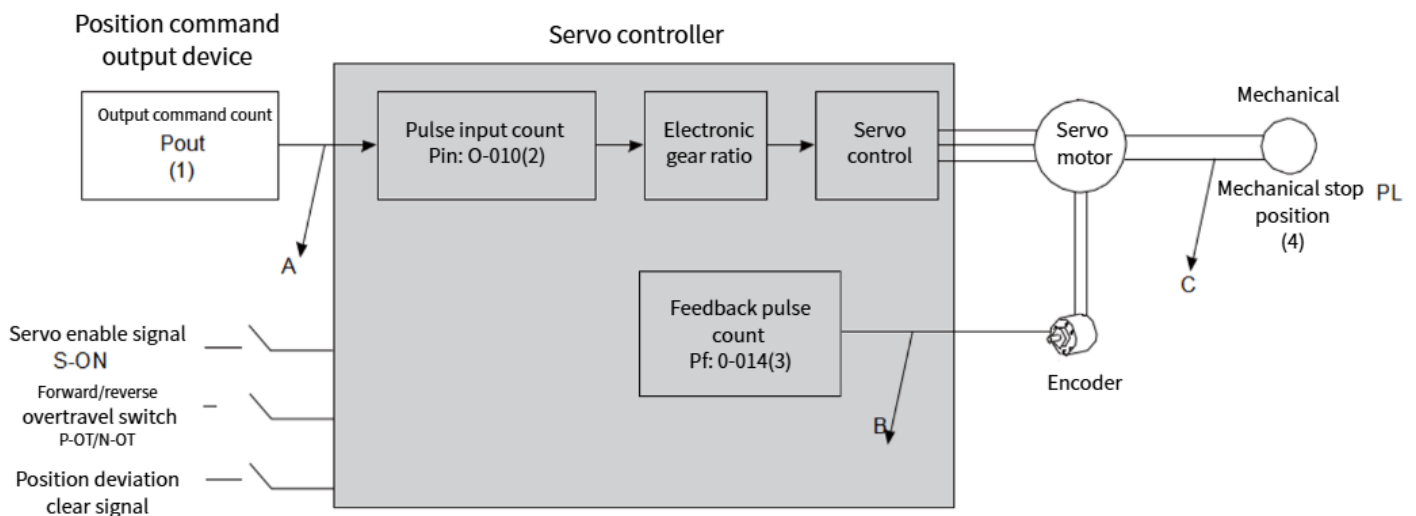 Position command
output device
Servo controller
Output command count
Pout
(1)
Pulse input count
Pin: O-010(2)
Electronic
gear ratio
Servo
control
Servo
motor
Mechanical
Mechanical stop
position
(4)
PL
A
C
Feedback pulse
count
Pf: 0-014(3)
B
Encoder
Servo enable signal
S-ON
Forward/reverse
overtravel switch
P-OT/N-OT
Position deviation
clear signal